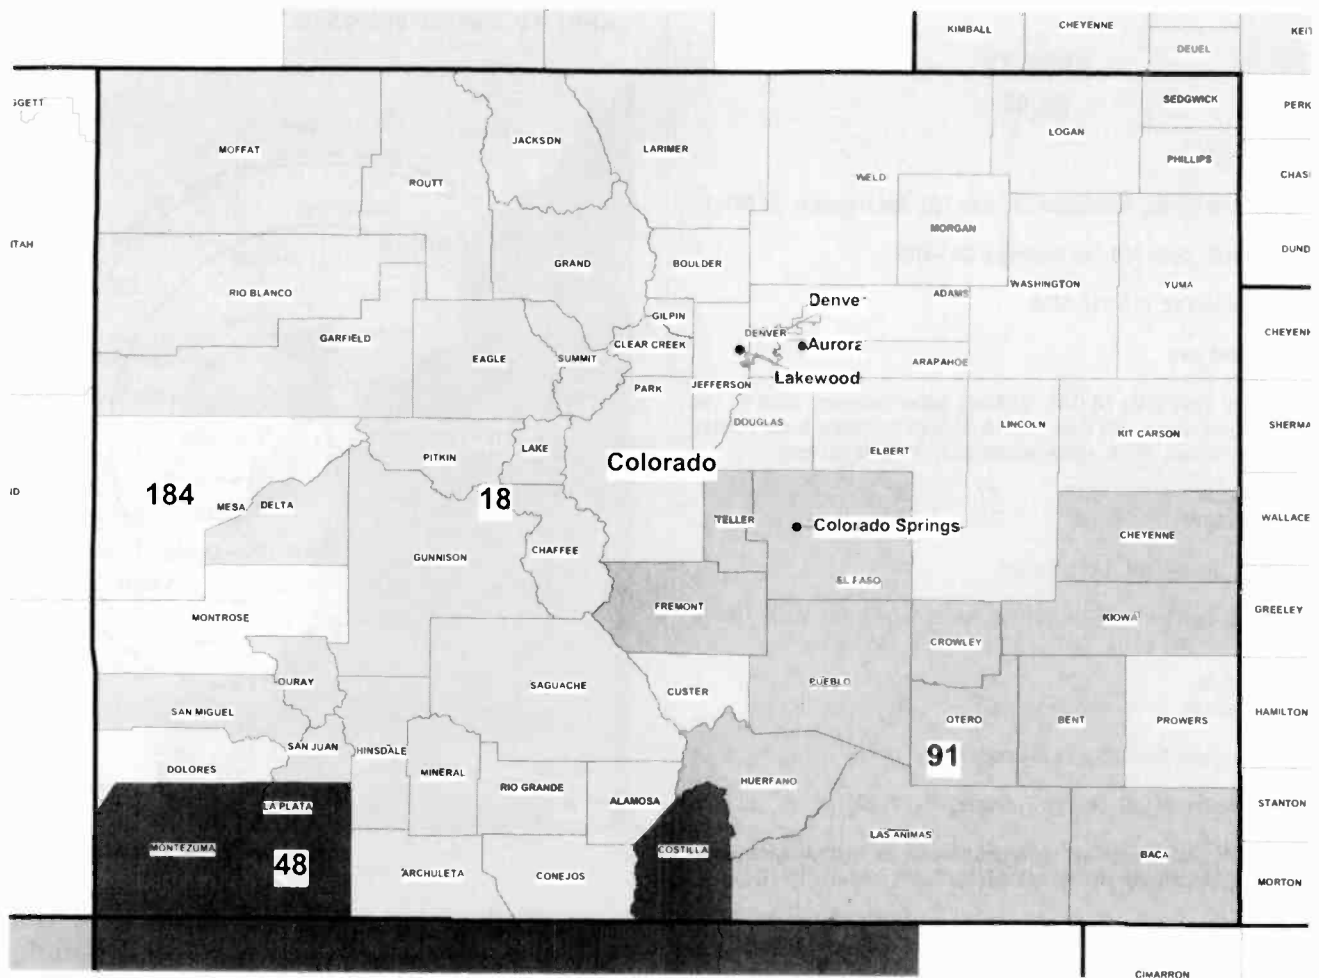 KIMBALL
CHEYENNE
DEUEL
SEDGWICK
PERK
LOGAN
JACKSON
LARIMER
MOFFAT
PHILLIPS
ROUTT
WELD
CHAS
MORGAN
ITAH
DUND
GRAND
BOULDER
RIO BLANCO
WASHINGTON
YUMA
ADAMS
Denve
GILPIN
DENVER
CHEYEN
GARFIELD
CLEAR CREEK
Aurora
EAGLE
SUMMIT
ARAPAHOE
Lakewood
PARK
JEFFERSON
DOUGLAS
LINCOLN
SHERMA
KIT CARSON
LAKE
ELBERT
PITKIN
Colorado
184
18
MESA
DELTA
TELLER
WALLACE
Colorado Springs
CHEYENNE
CHAFFEE
GUNNISON
EL PASO
FREMONT
GREELEY
MONTROSE
KIOWA
CROWLEY
OURAY
SAGUACHE
PUEBLO
CUSTER
SAN MIGUEL
HAMILTON
OTERO
BENT
PROWERS
SAN JUAN
HINSDALE
91
DOLORES
MINERAL
HUERFANO
RIO GRANDE
ALAMOSA
STANTON
LA PLATA
LAS ANIMAS
MONTEZUMA
COSTILLA
BACA
48
ARCHULETA
CONEJOS
MORTON
CIMARRON